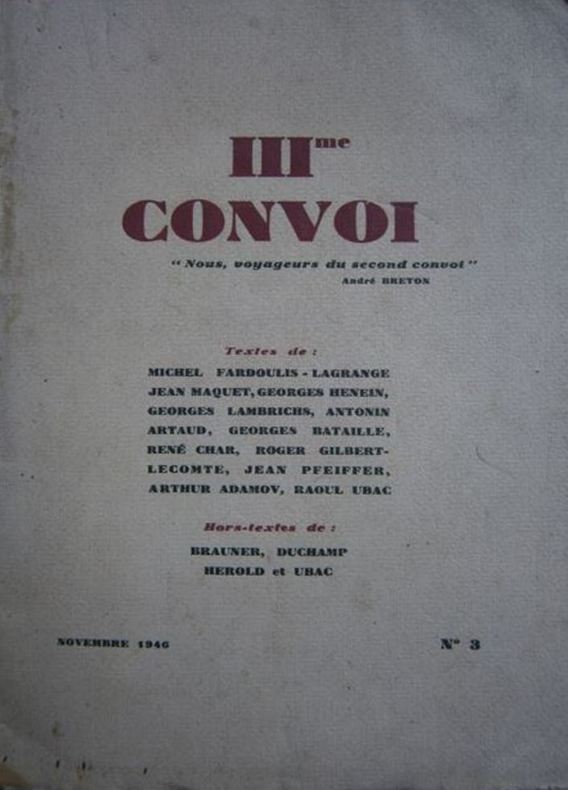 IIIme
CONVOI
“ Nous, voyageurs du second convoi ”
André BRETON
Textes de :
MICHEL FARDOULIS - LAGRANGE
JEAN MAQUET, GEORGES HENEIN,
GEORGES LAMBRICHS, ANTONIN
ARTAUD, GEORGES BATAILLE,
RENÉ CHAR, ROGER GILBERT-
LECOMTE, JEAN PFEIFFER,
ARTHUR ADAMOV, RAOUL UBAC
Hors-textes de :
BRAUNER, DUCHAMP
HEROLD et UBAC
NOVEMBRE 1946
N° 3